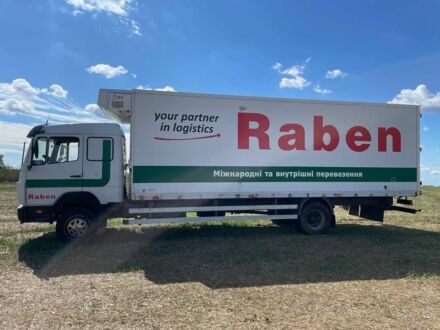 your partner
in logistics
Raben
Міжнародні та внутрішні перевезення
Raben